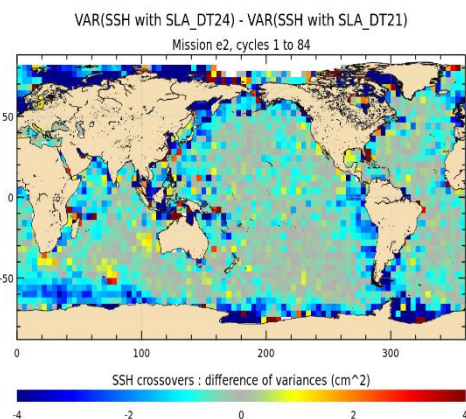 VAR(SSH with SLA_DT24) - VAR(SSH with SLA_DT21)
Mission e2, cycles 1 to 84
50
0
-50
0 100 200 300
SSH crossovers : difference of variances (cm^2)
-4 -2 0 2 4